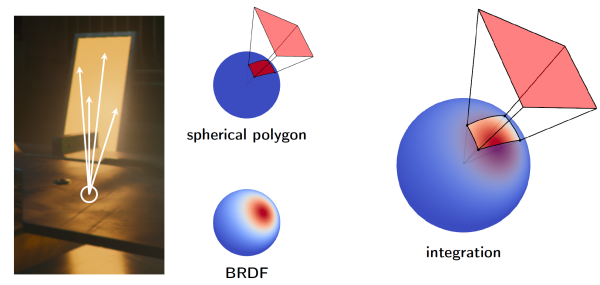 spherical polygon
BRDF
integration